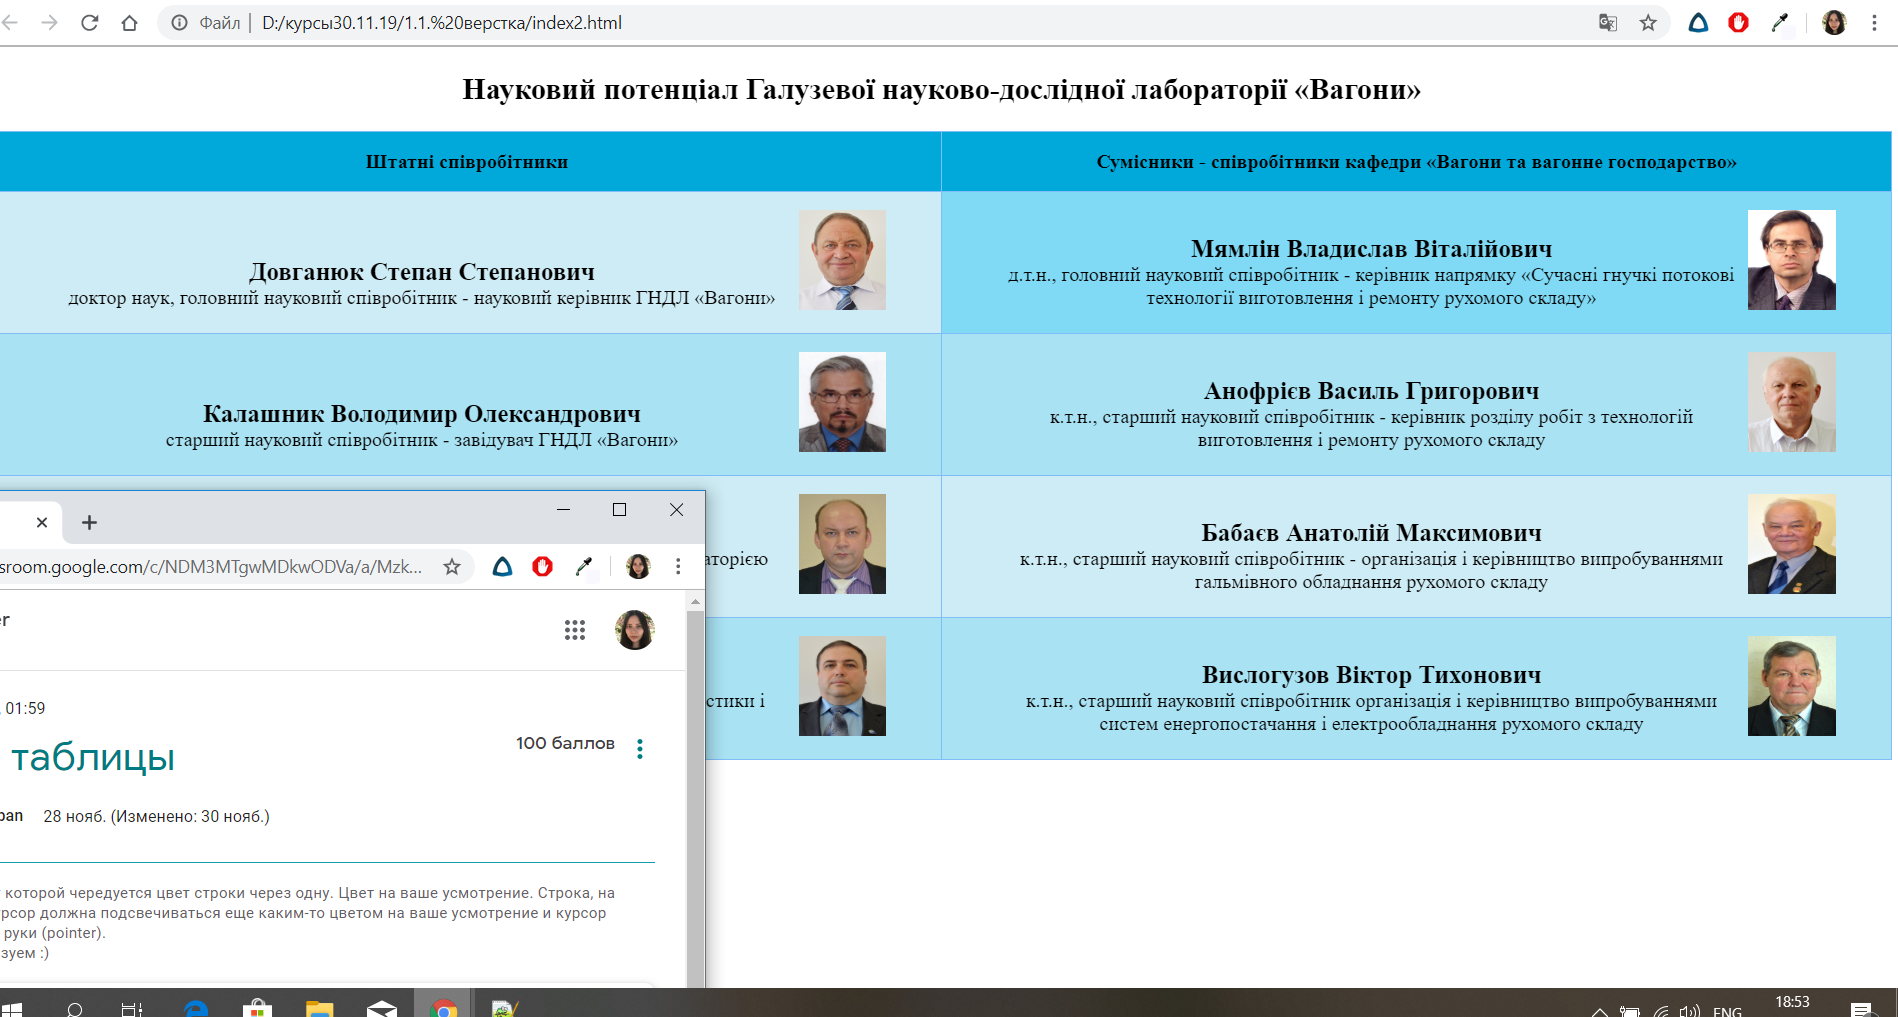 Файл
D:/курсы30.11.19/1.1.%20верстка/index2.html
Науковий потенціал Галузевої науково-дослідної лабораторії «Вагони»
Штатні співробітники
Сумісники - співробітники кафедри «Вагони та вагонне господарство»
Довганюк Степан Степанович
доктор наук, головний науковий співробітник - науковий керівник ГНДЛ «Вагони»
Мямлін Владислав Віталійович
д.т.н., головний науковий співробітник - керівник напрямку «Сучасні гнучкі потокові
технології виготовлення і ремонту рухомого складу»
Калашник Володимир Олександрович
старший науковий співробітник - завідувач ГНДЛ «Вагони»
Анофрієв Василь Григорович
к.т.н., старший науковий співробітник - керівник розділу робіт з технологій
виготовлення і ремонту рухомого складу
аторією
Бабаєв Анатолій Максимович
к.т.н., старший науковий співробітник - організація і керівництво випробуваннями
гальмівного обладнання рухомого складу
стики і
Вислогузов Віктор Тихонович
к.т.н., старший науковий співробітник організація і керівництво випробуваннями
систем енергопостачання і електрообладнання рухомого складу
sroom.google.com/c/NDM3MTgwMDkwODVa/a/Mzk...
er
, 01:59
таблицы
100 баллов
pan
28 нояб. (Изменено: 30 нояб.)
которой чередуется цвет строки через одну. Цвет на ваше усмотрение. Строка, на
рсор должна подсвечиваться еще каким-то цветом на ваше усмотрение и курсор
руки (pointer).
зуем :)
18:53
ENG